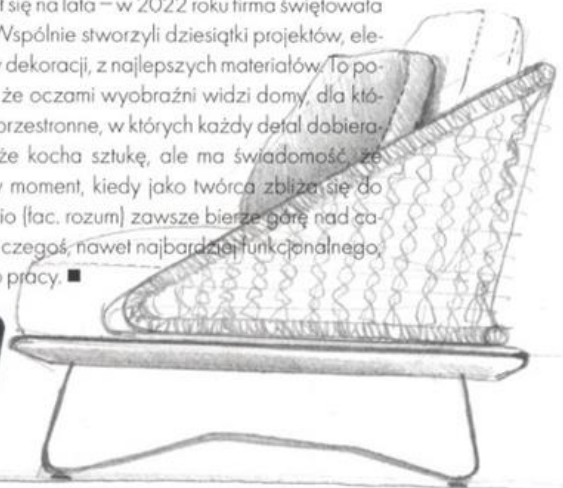 ł się na lata – w 2022 roku firma świętowała
Wspólnie stworzyli dziesiątki projektów, ele-
dekoracji, z najlepszych materiałów. To po-
że oczami wyobraźni widzi domy, dla któ-
przestronne, w których każdy detal dobiera-
że kocha sztukę, ale ma świadomość, że
moment, kiedy jako twórca zbliża się do
io (łac. rozum) zawsze bierze górę nad ca-
czegoś, nawet najbardziej funkcjonalnego,
pracy. ■